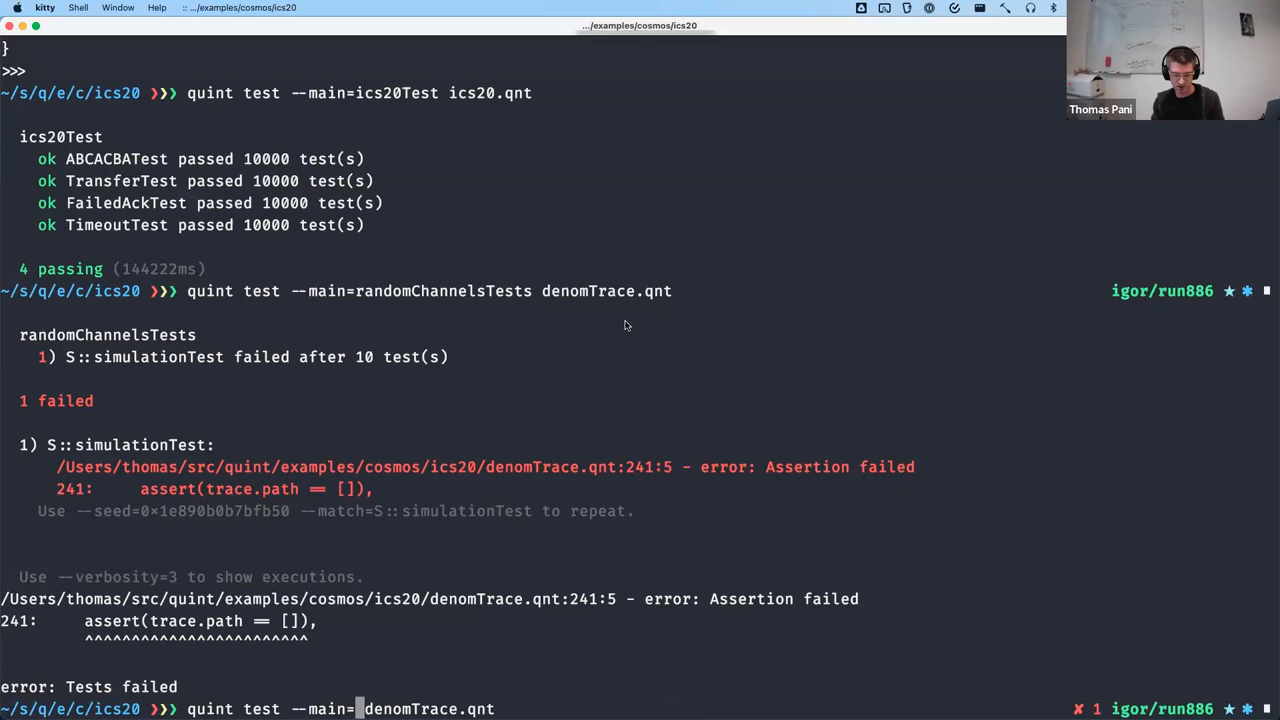 kitty Shell Window Help ⋮: .../examples/cosmos/ics20
.../examples/cosmos/ics20
}
>>>
~/s/q/e/c/ics20 ❯❯❯ quint test --main=ics20Test ics20.qnt
ics20Test
ok ABCACBATest passed 10000 test(s)
ok TransferTest passed 10000 test(s)
ok FailedAckTest passed 10000 test(s)
ok TimeoutTest passed 10000 test(s)
4 passing (144222ms)
~/s/q/e/c/ics20 ❯❯❯ quint test --main=randomChannelsTests denomTrace.qnt igor/run886 ★ ✱
randomChannelsTests
1) S::simulationTest failed after 10 test(s)
1 failed
1) S::simulationTest:
/Users/thomas/src/quint/examples/cosmos/ics20/denomTrace.qnt:241:5 - error: Assertion failed
241: assert(trace.path == []),
Use --seed=0x1e890b0b7bfb50 --match=S::simulationTest to repeat.
Use --verbosity=3 to show executions.
/Users/thomas/src/quint/examples/cosmos/ics20/denomTrace.qnt:241:5 - error: Assertion failed
241: assert(trace.path == []),
^^^^^^^^^^^^^^^^^^^^^^^^
error: Tests failed
~/s/q/e/c/ics20 ❯❯❯ quint test --main= denomTrace.qnt ✘ 1 igor/run886 ★ ✱
Thomas Pani